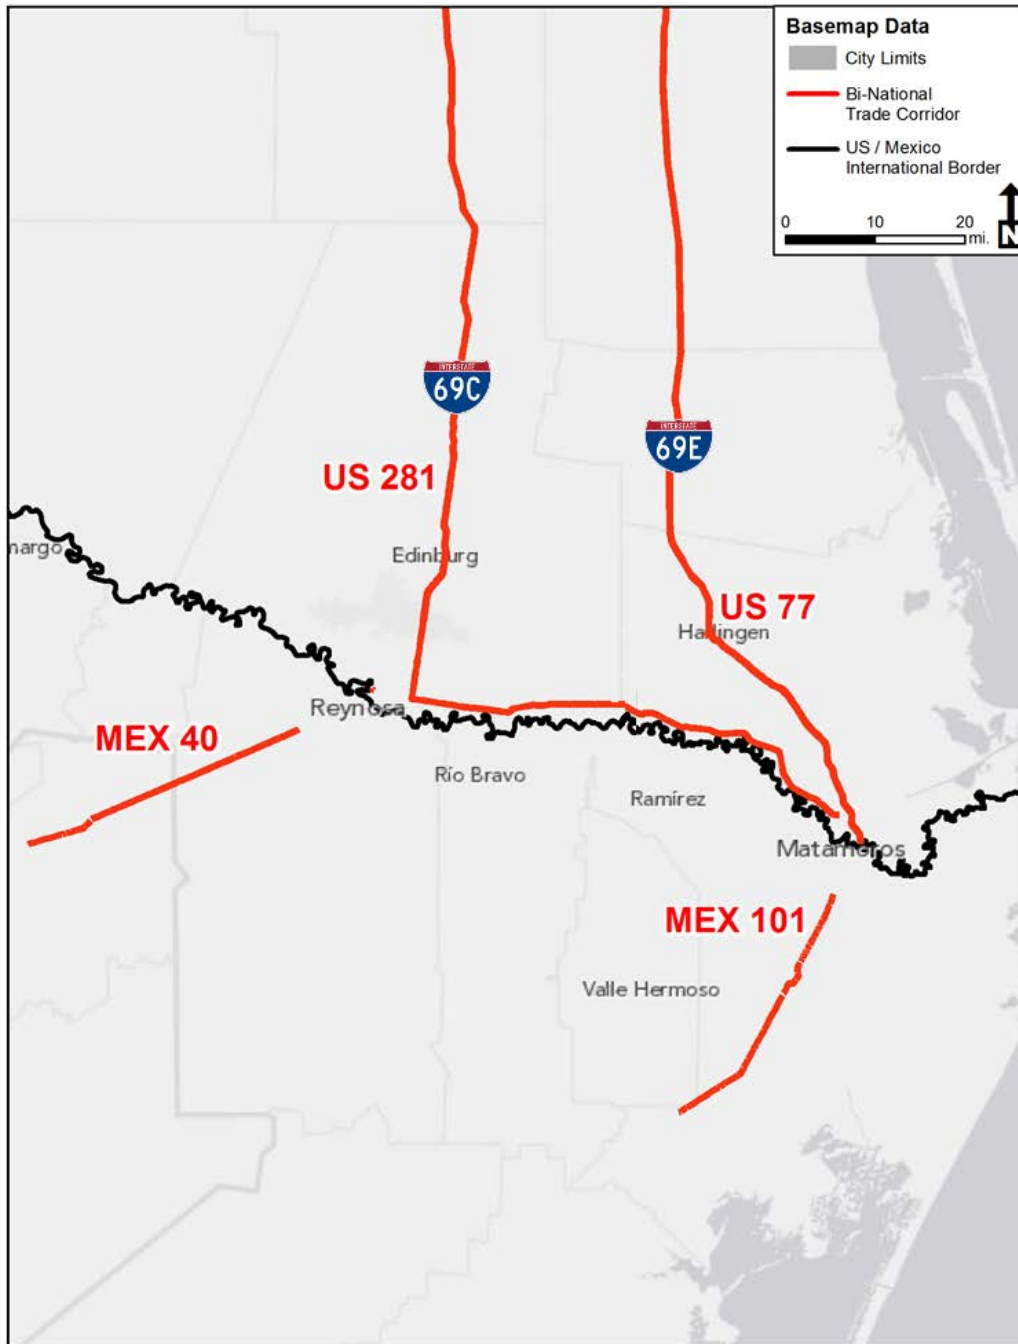 Basemap Data
City Limits
Bi-National
Trade Corridor
US / Mexico
International Border
0 10 20
mi.
N
INTERSTATE
69C
INTERSTATE
69E
US 281
margo
Edinburg
US 77
Harlingen
Reynosa
MEX 40
Río Bravo
Ramírez
Matamoros
MEX 101
Valle Hermoso